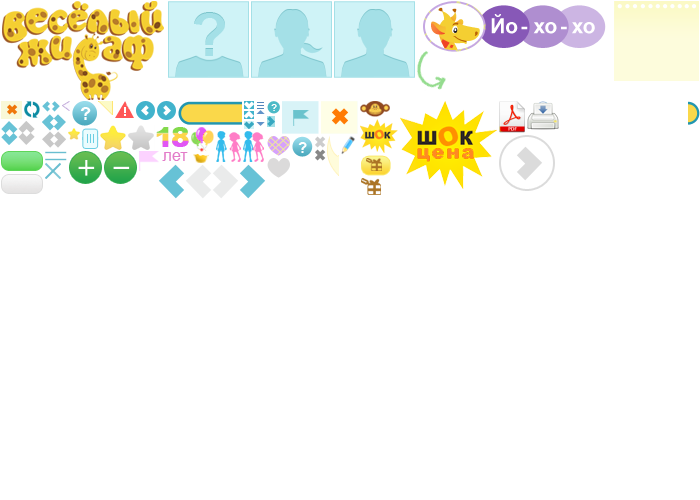 весёлый
жираф
?
Йо - хо - хо
?
?
18
лет
?
шок
шок
цена
PDF